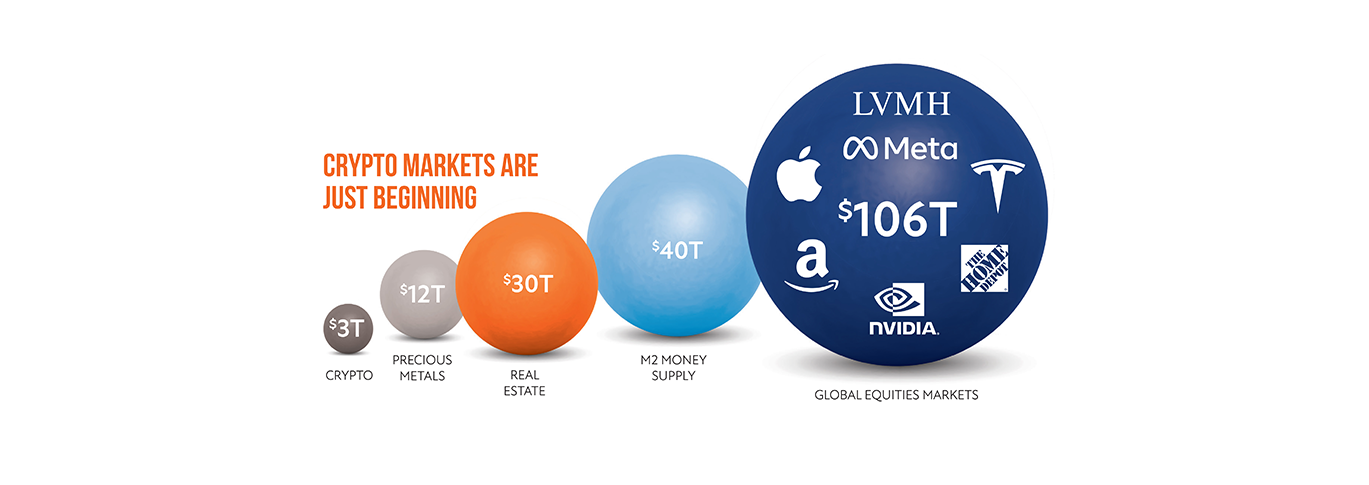 CRYPTO MARKETS ARE
JUST BEGINNING
$3T
CRYPTO
$12T
PRECIOUS
METALS
$30T
REAL
ESTATE
$40T
M2 MONEY
SUPPLY
LVMH
Meta
$106T
a
THE
HOME
DEPOT
NVIDIA.
GLOBAL EQUITIES MARKETS